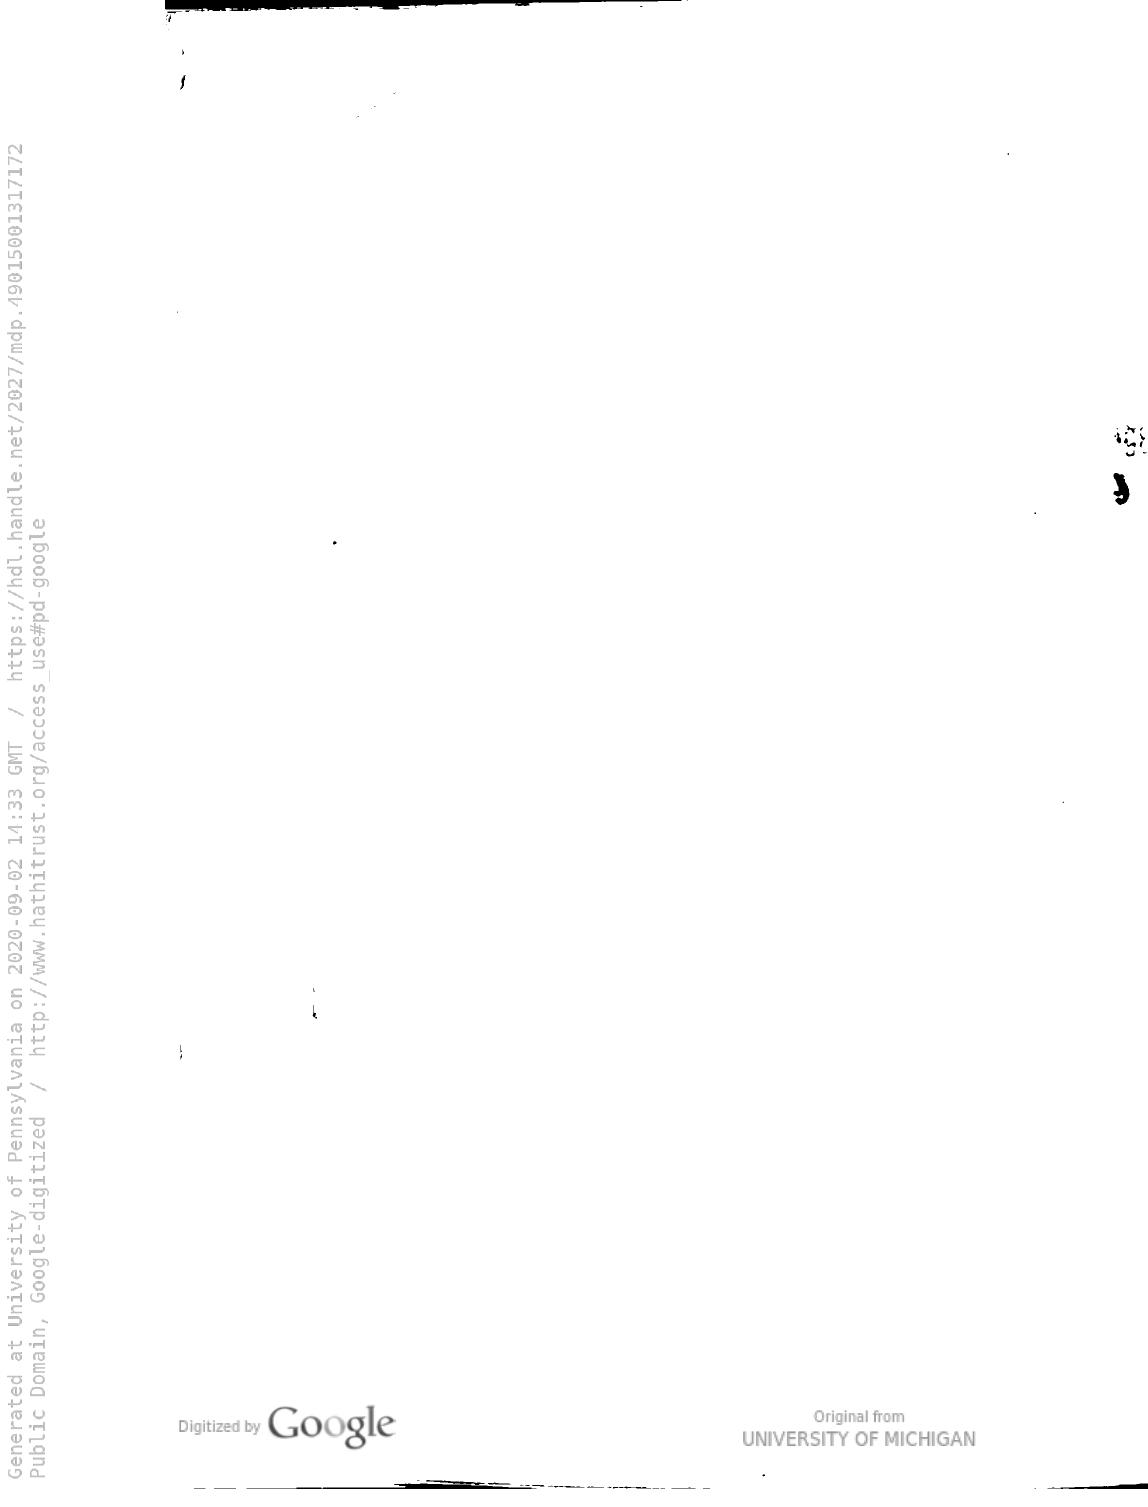 Generated at University of Pennsylvania on 2020-09-02 14:33 GMT / https://hdl.handle.net/2027/mdp.49015001317172
Public Domain, Google-digitized / http://www.hathitrust.org/access_use#pd-google
Digitized by Google
Original from
UNIVERSITY OF MICHIGAN